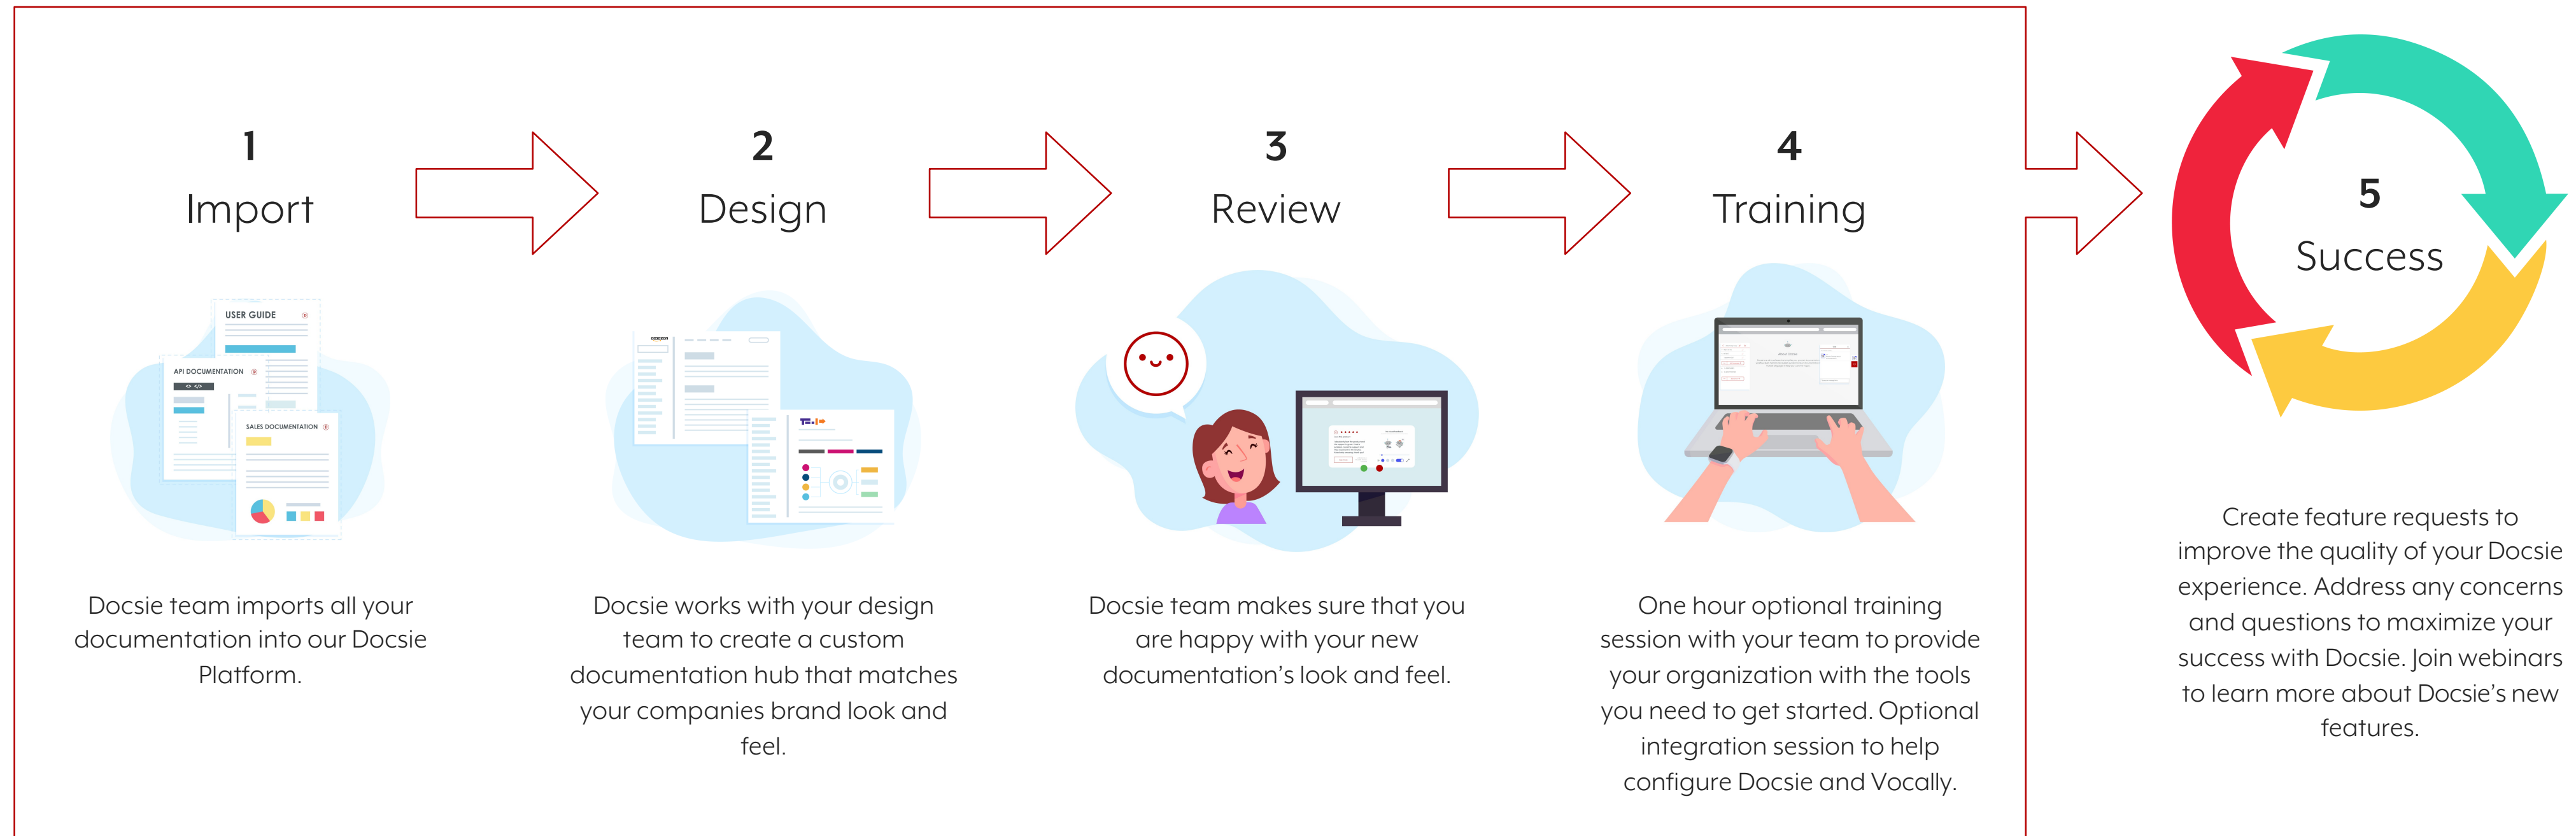 1
Import
USER GUIDE
API DOCUMENTATION
SALES DOCUMENTATION
Docsie team imports all your
documentation into our Docsie
Platform.
2
Design
Docsie works with your design
team to create a custom
documentation hub that matches
your companies brand look and
feel.
3
Review
Docsie team makes sure that you
are happy with your new
documentation’s look and feel.
4
Training
One hour optional training
session with your team to provide
your organization with the tools
you need to get started. Optional
integration session to help
configure Docsie and Vocally.
5
Success
Create feature requests to
improve the quality of your Docsie
experience. Address any concerns
and questions to maximize your
success with Docsie. Join webinars
to learn more about Docsie’s new
features.